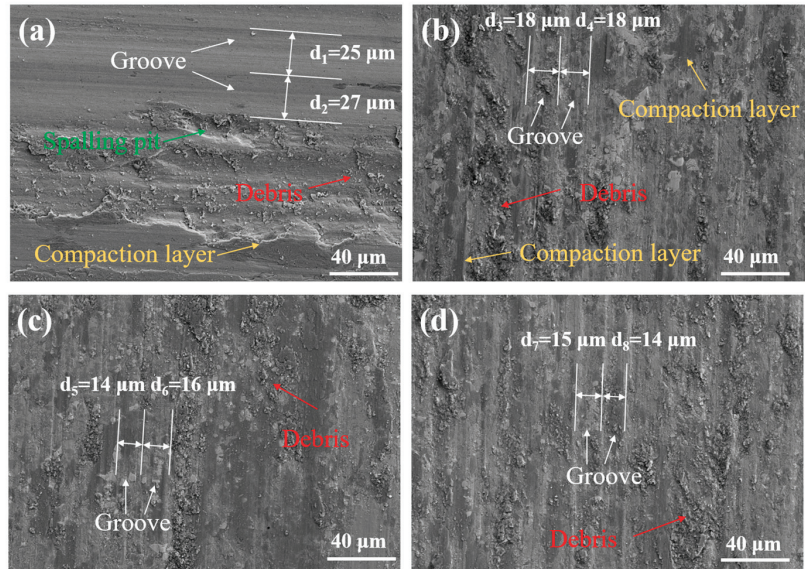 (a)
Groove
d₁=25 μm
d₂=27 μm
Spalling pit
Debris
Compaction layer
40 μm
(b)
d₃=18 μm d₄=18 μm
Compaction layer
Groove
Debris
Compaction layer
40 μm
(c)
d₅=14 μm d₆=16 μm
Debris
Groove
40 μm
(d)
d₇=15 μm d₈=14 μm
Groove
Debris
40 μm